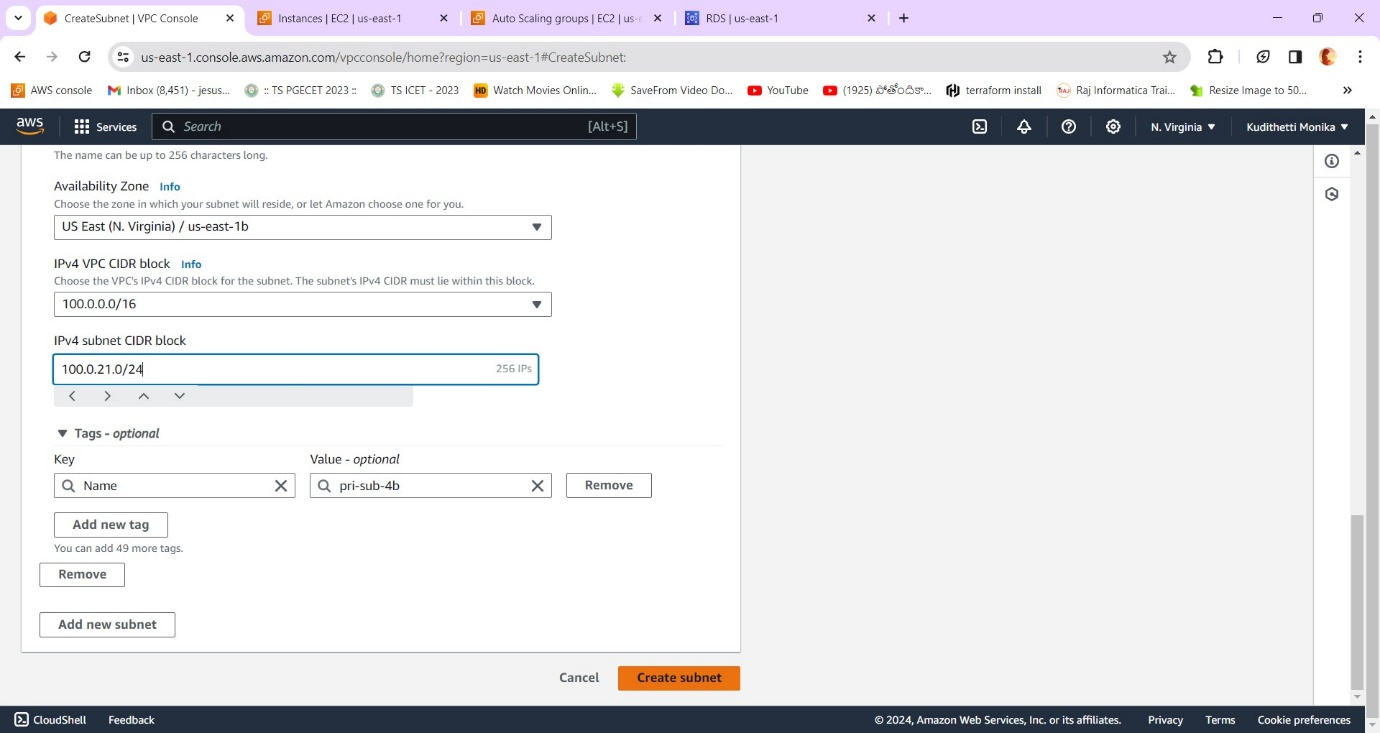 CreateSubnet | VPC Console
Instances | EC2 | us-east-1
Auto Scaling groups | EC2 | us-e
RDS | us-east-1
us-east-1.console.aws.amazon.com/vpcconsole/home?region=us-east-1#CreateSubnet:
AWS console
Inbox (8,451) - jesus...
:: TS PGECET 2023 ::
TS ICET - 2023
HD Watch Movies Onlin...
SaveFrom Video Do...
YouTube
(1925)
terraform install
Raj Informatica Trai...
Resize Image to 50...
aws
Services
Search
[Alt+S]
N. Virginia
Kudithetti Monika
The name can be up to 256 characters long.
Availability Zone Info
Choose the zone in which your subnet will reside, or let Amazon choose one for you.
US East (N. Virginia) / us-east-1b
IPv4 VPC CIDR block Info
Choose the VPC's IPv4 CIDR block for the subnet. The subnet's IPv4 CIDR must lie within this block.
100.0.0.0/16
IPv4 subnet CIDR block
100.0.21.0/24 256 IPs
Tags - optional
Key Value - optional
Name pri-sub-4b Remove
Add new tag
You can add 49 more tags.
Remove
Add new subnet
Cancel Create subnet
CloudShell Feedback © 2024, Amazon Web Services, Inc. or its affiliates. Privacy Terms Cookie preferences